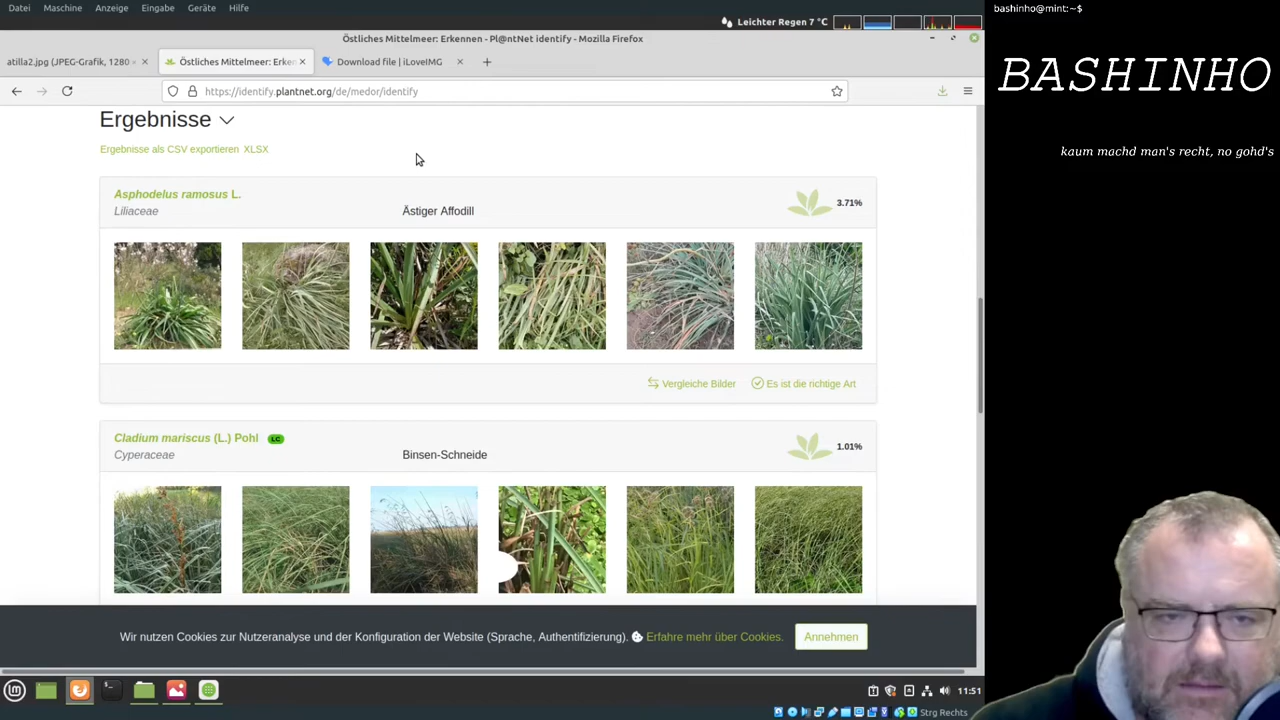 Datei Maschine Anzeige Eingabe Geräte Hilfe
bashinho@mint:~$
Leichter Regen 7 °C
Östliches Mittelmeer: Erkennen - Pl@ntNet identify - Mozilla Firefox
atilla2.jpg (JPEG-Grafik, 1280 × Östliches Mittelmeer: Erken Download file | iLoveIMG
https://identify.plantnet.org/de/medor/identify
BASHINHO
kaum machd man's recht, no gohd's
Ergebnisse
Ergebnisse als CSV exportieren XLSX
Asphodelus ramosus L.
Liliaceae Ästiger Affodill 3.71%
Vergleiche Bilder Es ist die richtige Art
Cladium mariscus (L.) Pohl LC
Cyperaceae Binsen-Schneide 1.01%
Wir nutzen Cookies zur Nutzeranalyse und der Konfiguration der Website (Sprache, Authentifizierung). Erfahre mehr über Cookies. Annehmen
11:51
Strg Rechts